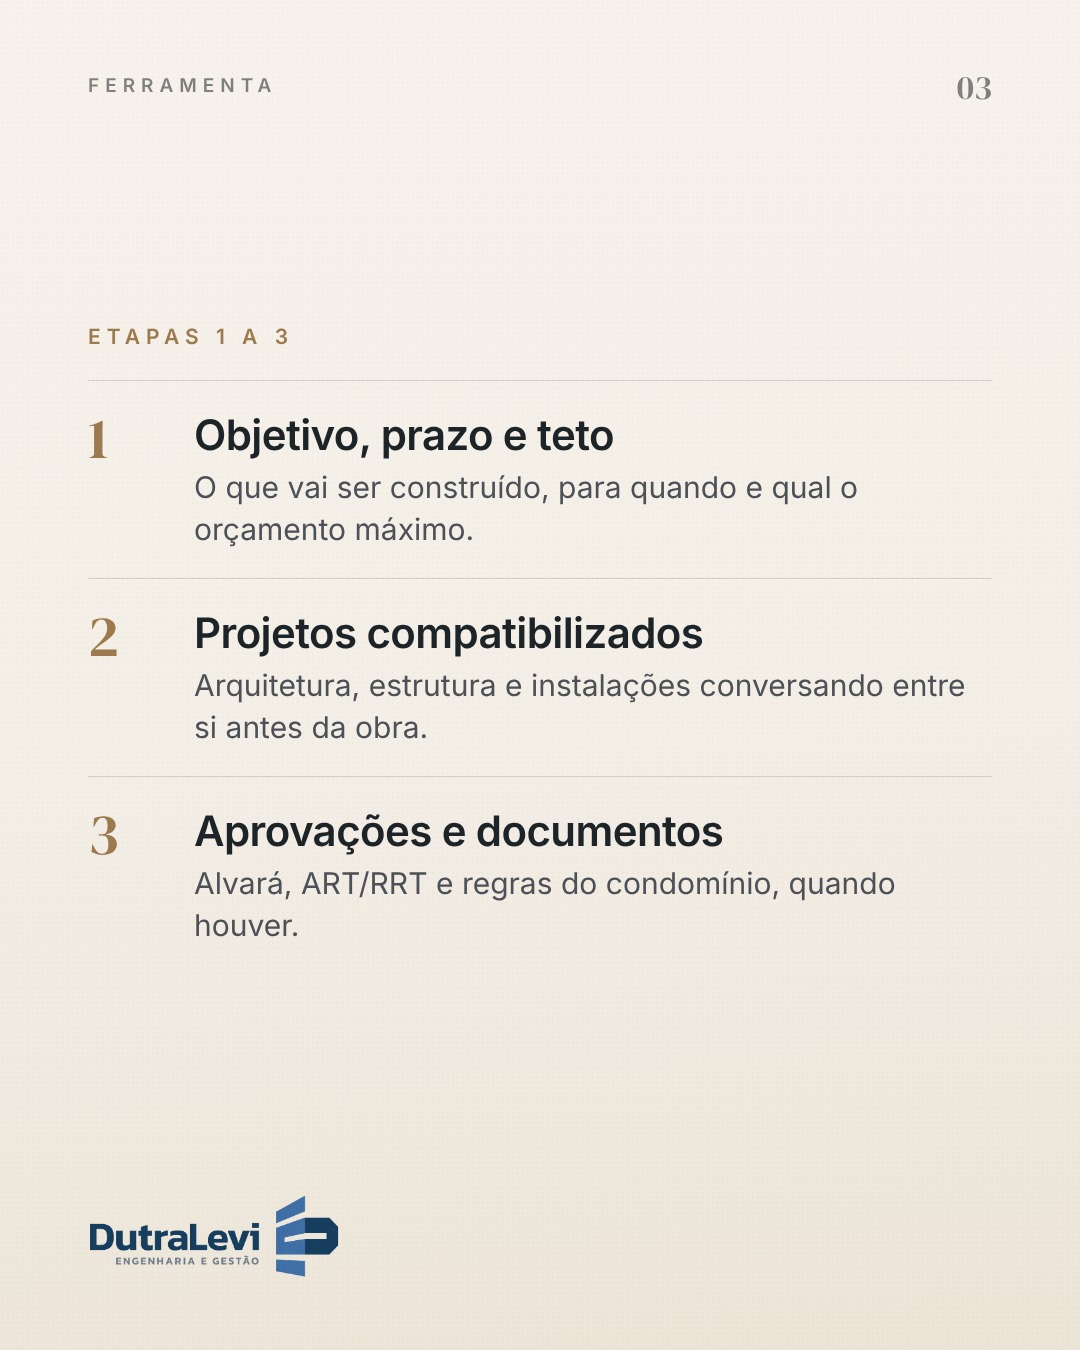 FERRAMENTA
03
ETAPAS 1 A 3
1
Objetivo, prazo e teto
O que vai ser construído, para quando e qual o
orçamento máximo.
2
Projetos compatibilizados
Arquitetura, estrutura e instalações conversando entre
si antes da obra.
3
Aprovações e documentos
Alvará, ART/RRT e regras do condomínio, quando
houver.
DutraLevi
ENGENHARIA E GESTÃO